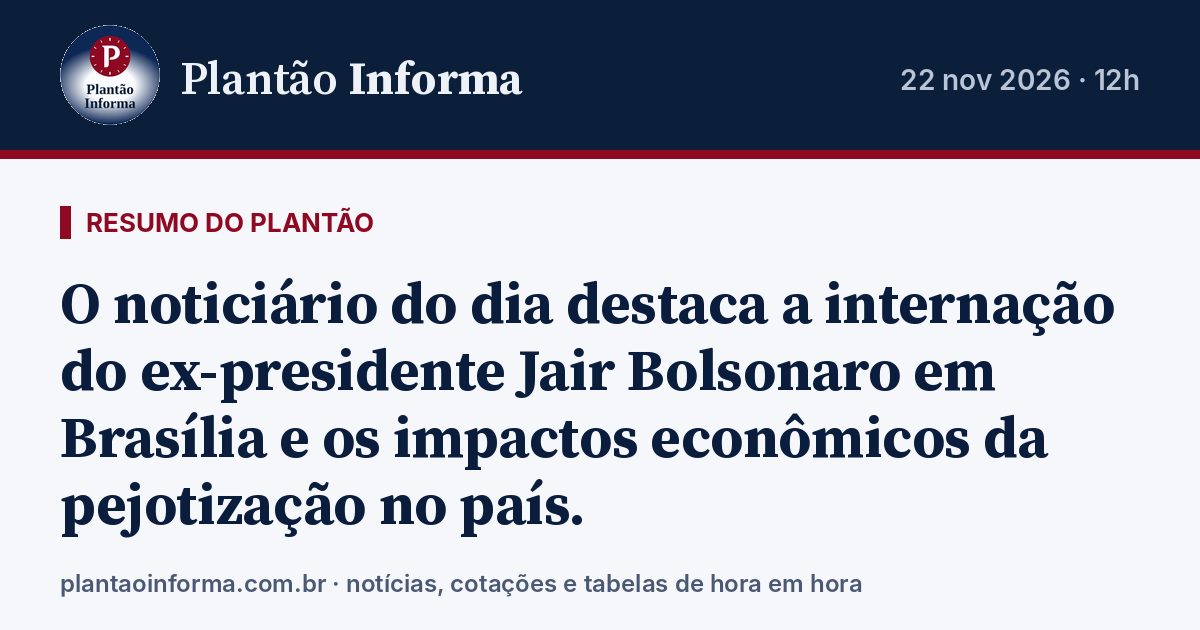 P
Plantão
Informa
Plantão Informa
22 nov 2026 · 12h
RESUMO DO PLANTÃO
O noticiário do dia destaca a internação
do ex-presidente Jair Bolsonaro em
Brasília e os impactos econômicos da
pejotização no país.
plantaoinforma.com.br · notícias, cotações e tabelas de hora em hora